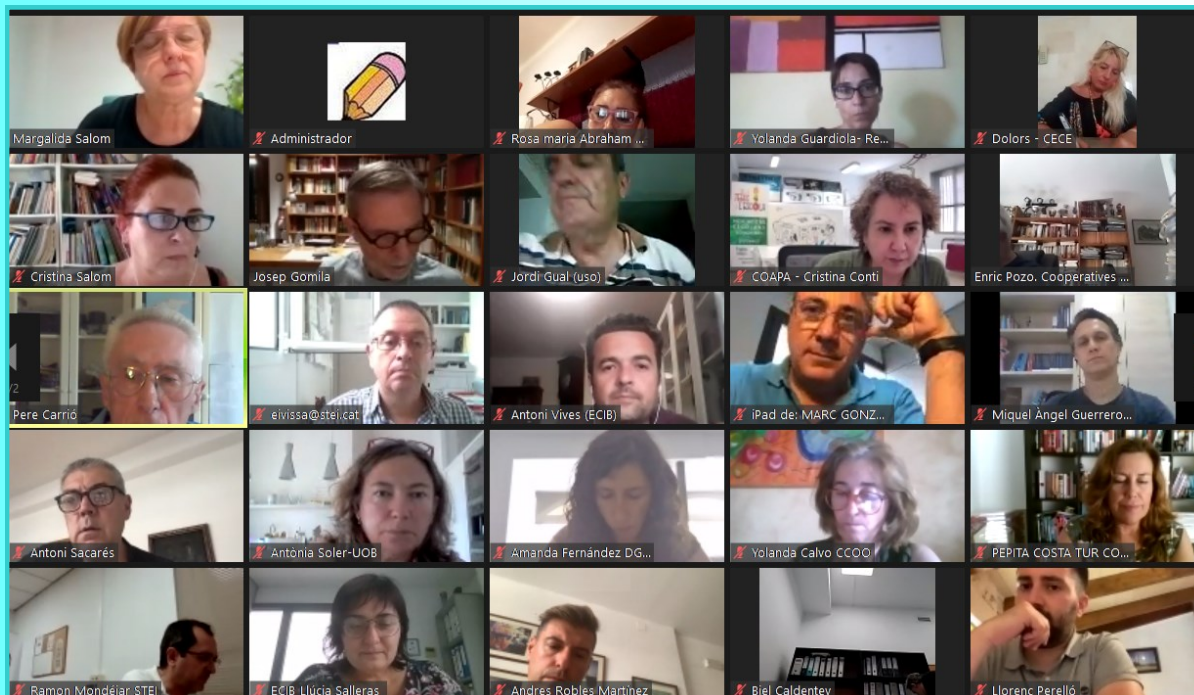 Margalida Salom
Administrador
Rosa maria Abraham ...
Yolanda Guardiola- Re...
Dolors - CECE
Cristina Salom
Josep Gomila
Jordi Gual (uso)
COAPA - Cristina Conti
Enric Pozo. Cooperatives ...
/2
Pere Carrió
eivissa@stei.cat
Antoni Vives (ECIB)
iPad de: MARC GONZ...
Miquel Àngel Guerrero...
Antoni Sacarés
Antònia Soler-UOB
Amanda Fernández DG...
Yolanda Calvo CCOO
PEPITA COSTA TUR CO...
Ramon Mondéjar STEI
ECIB Llúcia Salleras
Andres Robles Martínez
Biel Caldentey
Llorenç Perelló